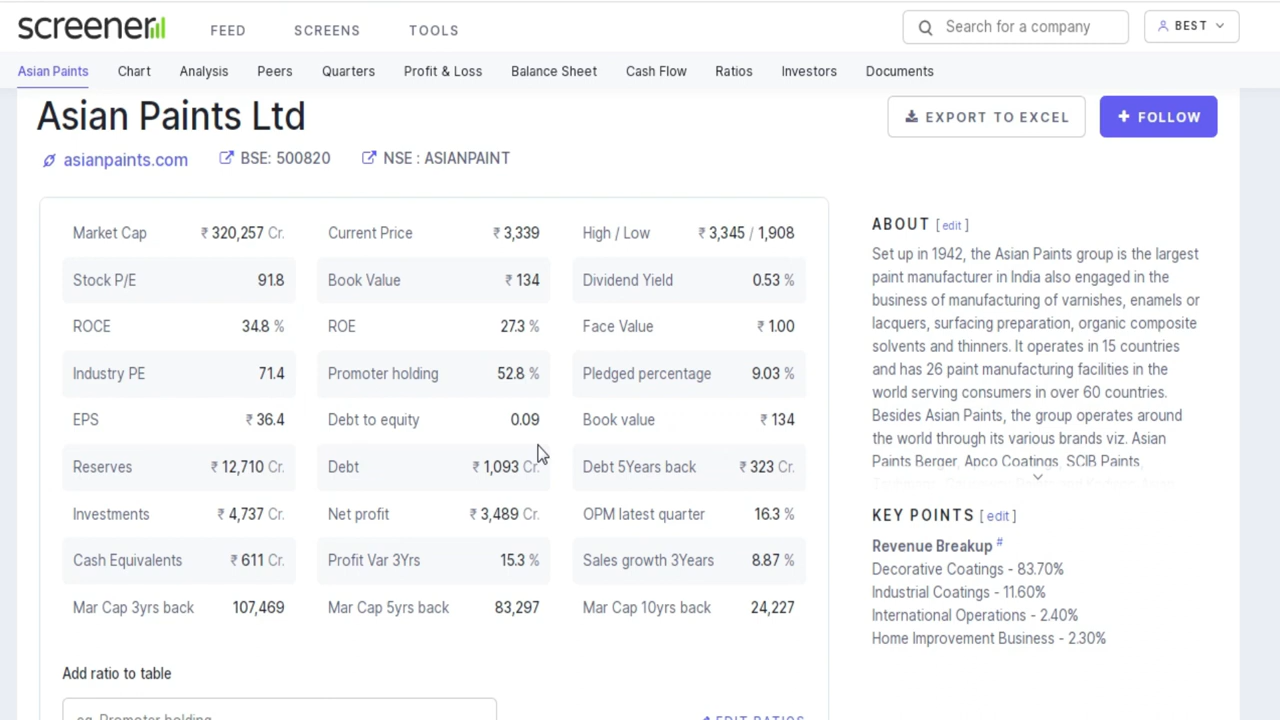 screener
FEED
SCREENS
TOOLS
Search for a company
BEST
Asian Paints
Chart
Analysis
Peers
Quarters
Profit & Loss
Balance Sheet
Cash Flow
Ratios
Investors
Documents
Asian Paints Ltd
EXPORT TO EXCEL
+ FOLLOW
asianpaints.com
BSE: 500820
NSE : ASIANPAINT
Market Cap ₹ 320,257 Cr.
Current Price ₹ 3,339
High / Low ₹ 3,345 / 1,908
Stock P/E 91.8
Book Value ₹ 134
Dividend Yield 0.53 %
ROCE 34.8 %
ROE 27.3 %
Face Value ₹ 1.00
Industry PE 71.4
Promoter holding 52.8 %
Pledged percentage 9.03 %
EPS ₹ 36.4
Debt to equity 0.09
Book value ₹ 134
Reserves ₹ 12,710 Cr.
Debt ₹ 1,093 Cr.
Debt 5Years back ₹ 323 Cr.
Investments ₹ 4,737 Cr.
Net profit ₹ 3,489 Cr.
OPM latest quarter 16.3 %
Cash Equivalents ₹ 611 Cr.
Profit Var 3Yrs 15.3 %
Sales growth 3Years 8.87 %
Mar Cap 3yrs back 107,469
Mar Cap 5yrs back 83,297
Mar Cap 10yrs back 24,227
Add ratio to table
eg. Promoter holding
EDIT RATIOS
ABOUT [ edit ]
Set up in 1942, the Asian Paints group is the largest
paint manufacturer in India also engaged in the
business of manufacturing of varnishes, enamels or
lacquers, surfacing preparation, organic composite
solvents and thinners. It operates in 15 countries
and has 26 paint manufacturing facilities in the
world serving consumers in over 60 countries.
Besides Asian Paints, the group operates around
the world through its various brands viz. Asian
Paints Berger, Apco Coatings, SCIB Paints,
KEY POINTS [ edit ]
Revenue Breakup #
Decorative Coatings - 83.70%
Industrial Coatings - 11.60%
International Operations - 2.40%
Home Improvement Business - 2.30%